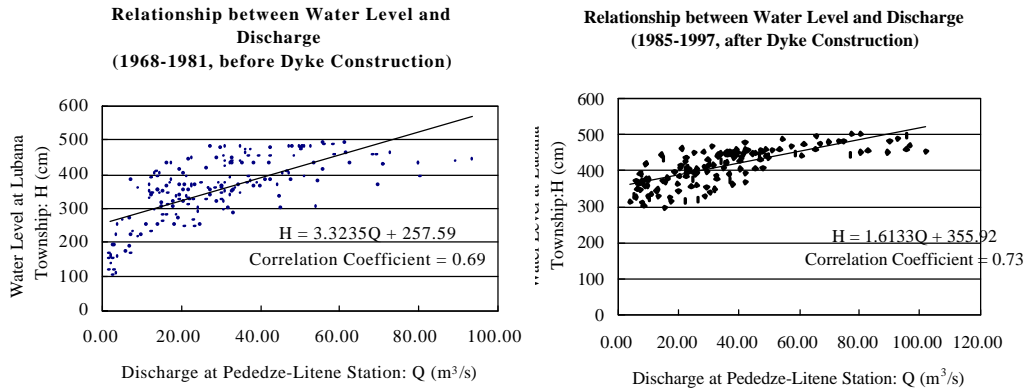 Relationship between Water Level and
Discharge
(1968-1981, before Dyke Construction)
600
500
400
300
200
100
0
0.00 20.00 40.00 60.00 80.00 100.00
Water Level at Lubana
Township: H (cm)
H = 3.3235Q + 257.59
Correlation Coefficient = 0.69
Discharge at Pededze-Litene Station: Q (m³/s)
Relationship between Water Level and Discharge
(1985-1997, after Dyke Construction)
600
500
400
300
200
100
0
0.00 20.00 40.00 60.00 80.00 100.00 120.00
Water Level at Lubana
Township:H (cm)
H = 1.6133Q + 355.92
Correlation Coefficient = 0.73
Discharge at Pededze-Litene Station: Q (m³/s)